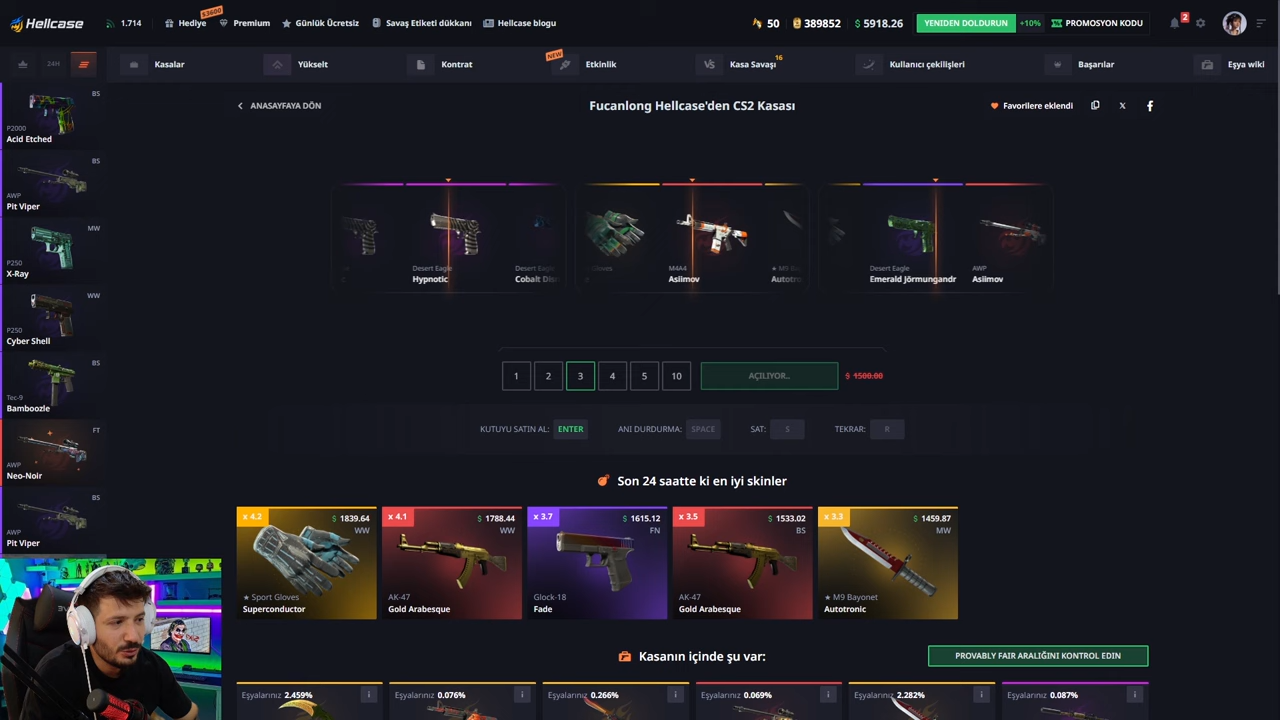 Hellcase
1.714
Hediye
$3600
Premium
Günlük Ücretsiz
Savaş Etiketi dükkanı
Hellcase blogu
50
389852
$ 5918.26
YENİDEN DOLDURUN
+10%
PROMOSYON KODU
2
24H
Kasalar
Yükselt
Kontrat
NEW
Etkinlik
VS
Kasa Savaşı
16
Kullanıcı çekilişleri
Başarılar
Eşya wiki
ANASAYFAYA DÖN
Fucanlong Hellcase'den CS2 Kasası
Favorilere eklendi
BS
P2000
Acid Etched
BS
AWP
Pit Viper
MW
P250
X-Ray
WW
P250
Cyber Shell
BS
Tec-9
Bamboozle
FT
AWP
Neo-Noir
BS
AWP
Pit Viper
Desert Eagle
Hypnotic
Desert Eagle
M4A4
Asiimov
Desert Eagle
Emerald Jörmungandr
AWP
Asiimov
1
2
3
4
5
10
AÇILIYOR..
$ 1500.00
KUTUYU SATIN AL: ENTER
ANI DURDURMA: SPACE
SAT: S
TEKRAR: R
Son 24 saatte ki en iyi skinler
x 4.2
$ 1839.64
WW
★ Sport Gloves
Superconductor
x 4.1
$ 1788.44
WW
AK-47
Gold Arabesque
x 3.7
$ 1615.12
FN
Glock-18
Fade
x 3.5
$ 1533.02
BS
AK-47
Gold Arabesque
x 3.3
$ 1459.87
MW
★ M9 Bayonet
Autotronic
Kasanın içinde şu var:
PROVABLY FAIR ARALIĞINI KONTROL EDIN
Eşyalarınız 2.459%
Eşyalarınız 0.076%
Eşyalarınız 0.266%
Eşyalarınız 0.069%
Eşyalarınız 2.282%
Eşyalarınız 0.087%